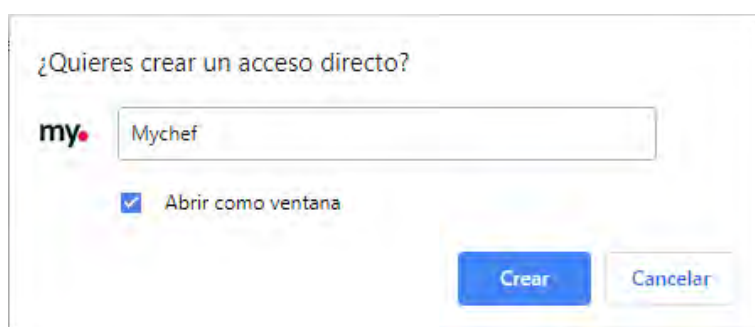 ¿Quieres crear un acceso directo?
my.
Mychef
Abrir como ventana
Crear
Cancelar